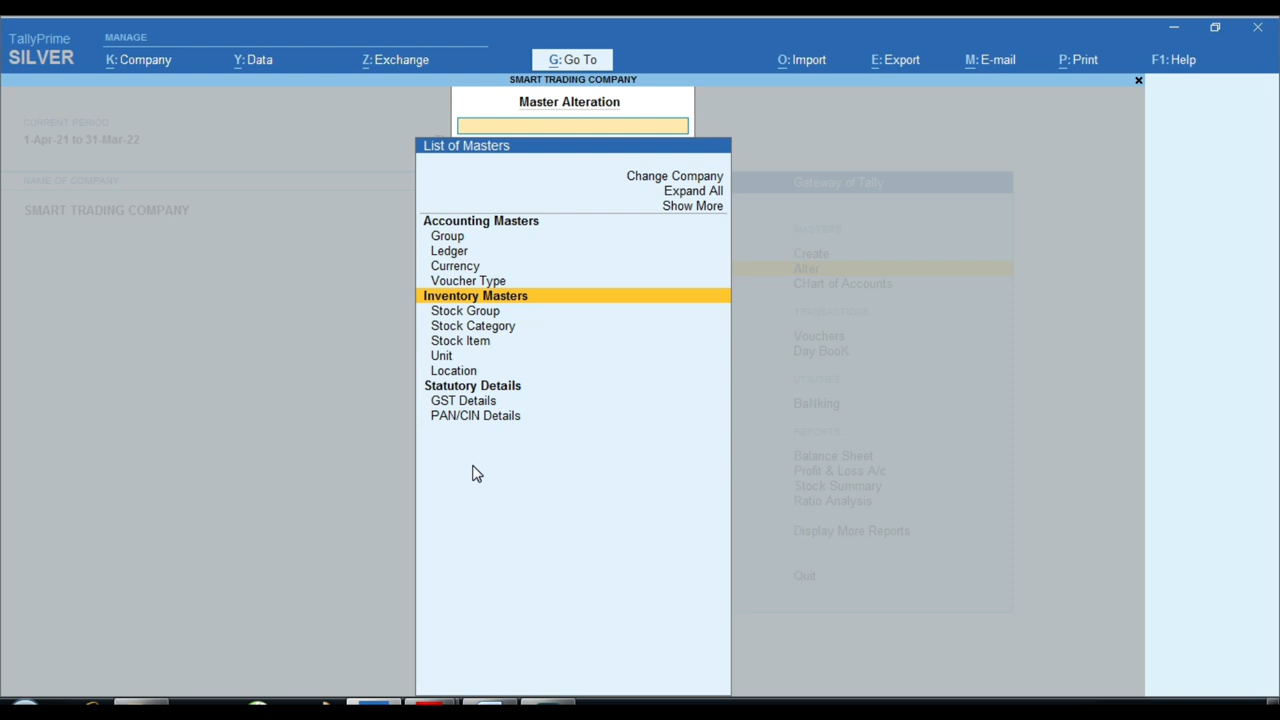 TallyPrime
SILVER
MANAGE
K: Company
Y: Data
Z: Exchange
G: Go To
O: Import
E: Export
M: E-mail
P: Print
F1: Help
SMART TRADING COMPANY
CURRENT PERIOD
1-Apr-21 to 31-Mar-22
NAME OF COMPANY
SMART TRADING COMPANY
Master Alteration
List of Masters
Change Company
Expand All
Show More
Accounting Masters
Group
Ledger
Currency
Voucher Type
Inventory Masters
Stock Group
Stock Category
Stock Item
Unit
Location
Statutory Details
GST Details
PAN/CIN Details
Gateway of Tally
MASTERS
Create
Alter
CHart of Accounts
TRANSACTIONS
Vouchers
Day BooK
UTILITIES
BaNking
REPORTS
Balance Sheet
Profit & Loss A/c
Stock Summary
Ratio Analysis
Display More Reports
Quit